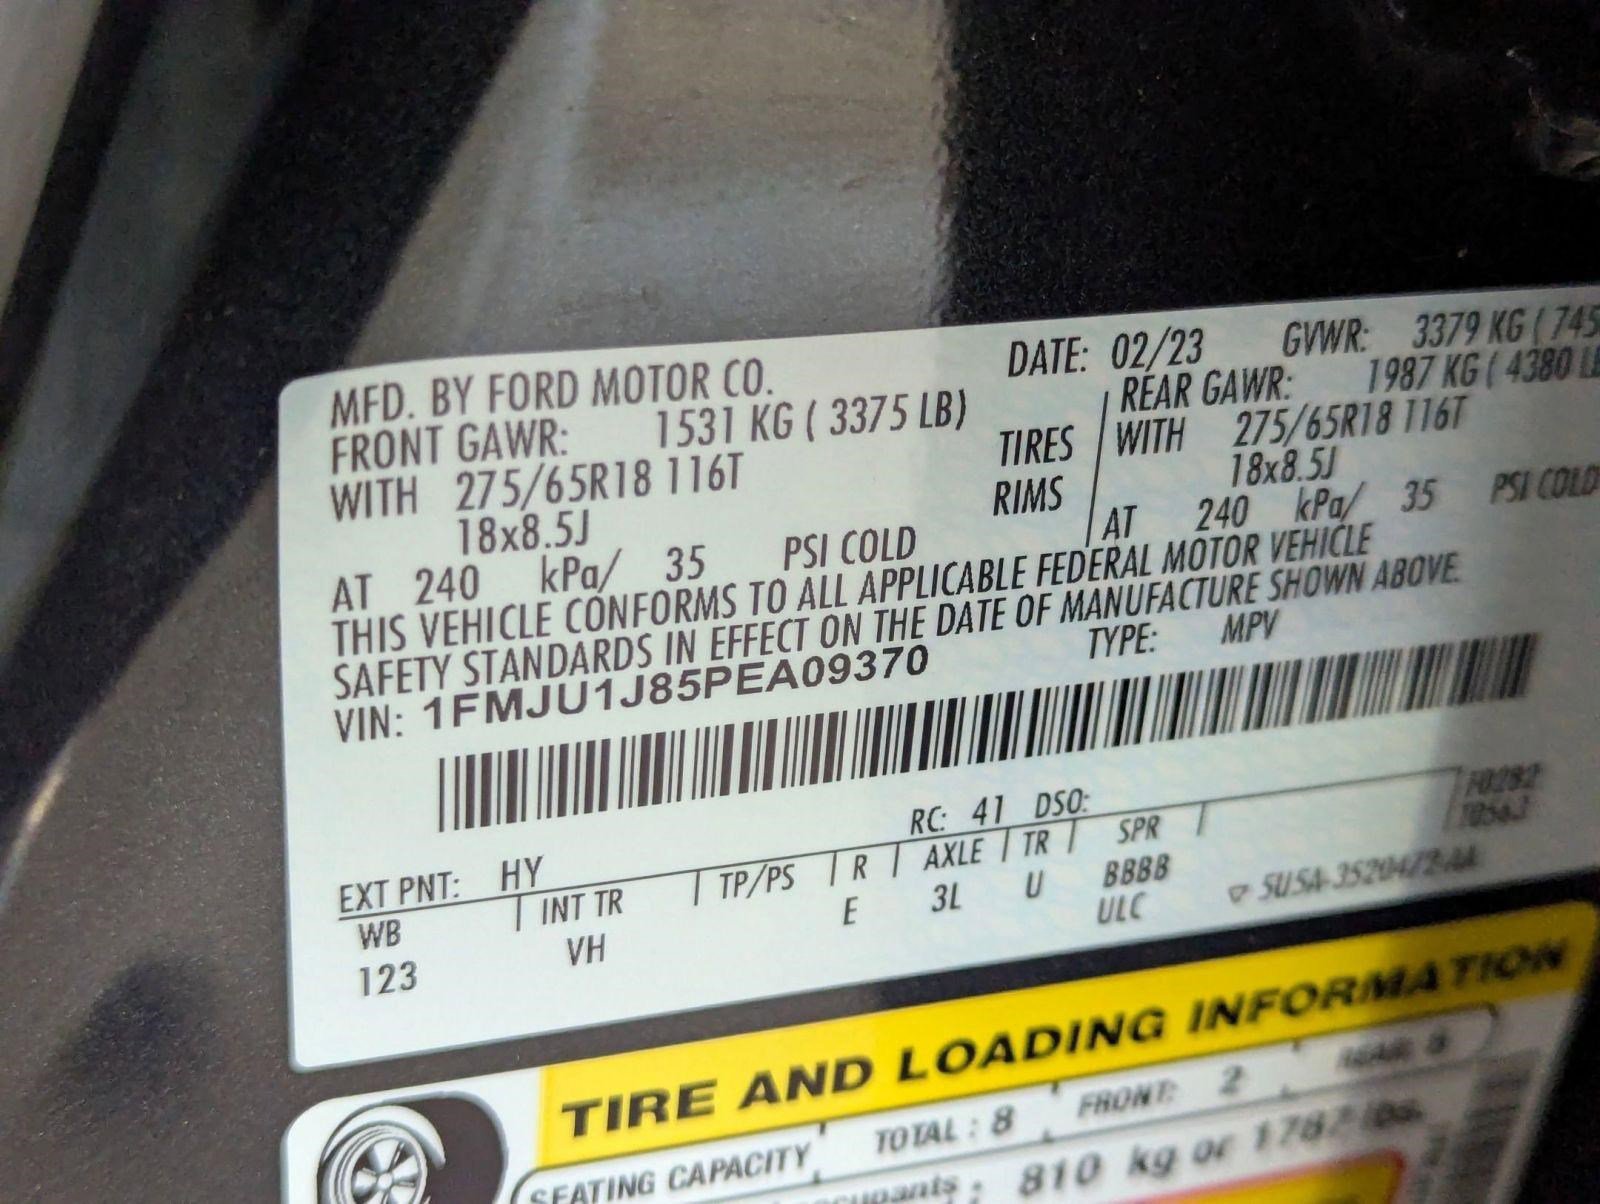 MFD. BY FORD MOTOR CO. DATE: 02/23 GVWR: 3379 KG ( 745
FRONT GAWR: 1531 KG ( 3375 LB) REAR GAWR: 1987 KG ( 4380 LB
WITH 275/65R18 116T TIRES WITH 275/65R18 116T
18x8.5J RIMS 18x8.5J
AT 240 kPa/ 35 PSI COLD AT 240 kPa/ 35 PSI COLD
THIS VEHICLE CONFORMS TO ALL APPLICABLE FEDERAL MOTOR VEHICLE
SAFETY STANDARDS IN EFFECT ON THE DATE OF MANUFACTURE SHOWN ABOVE.
VIN: 1FMJU1J85PEA09370 TYPE: MPV
EXT PNT: HY RC: 41 DSO:
WB INT TR TP/PS R AXLE TR SPR
123 VH E 3L U BBBB
ULC
TIRE AND LOADING INFORMATION
SEATING CAPACITY TOTAL : 8 FRONT: 2
810 kg or 1787 lbs.